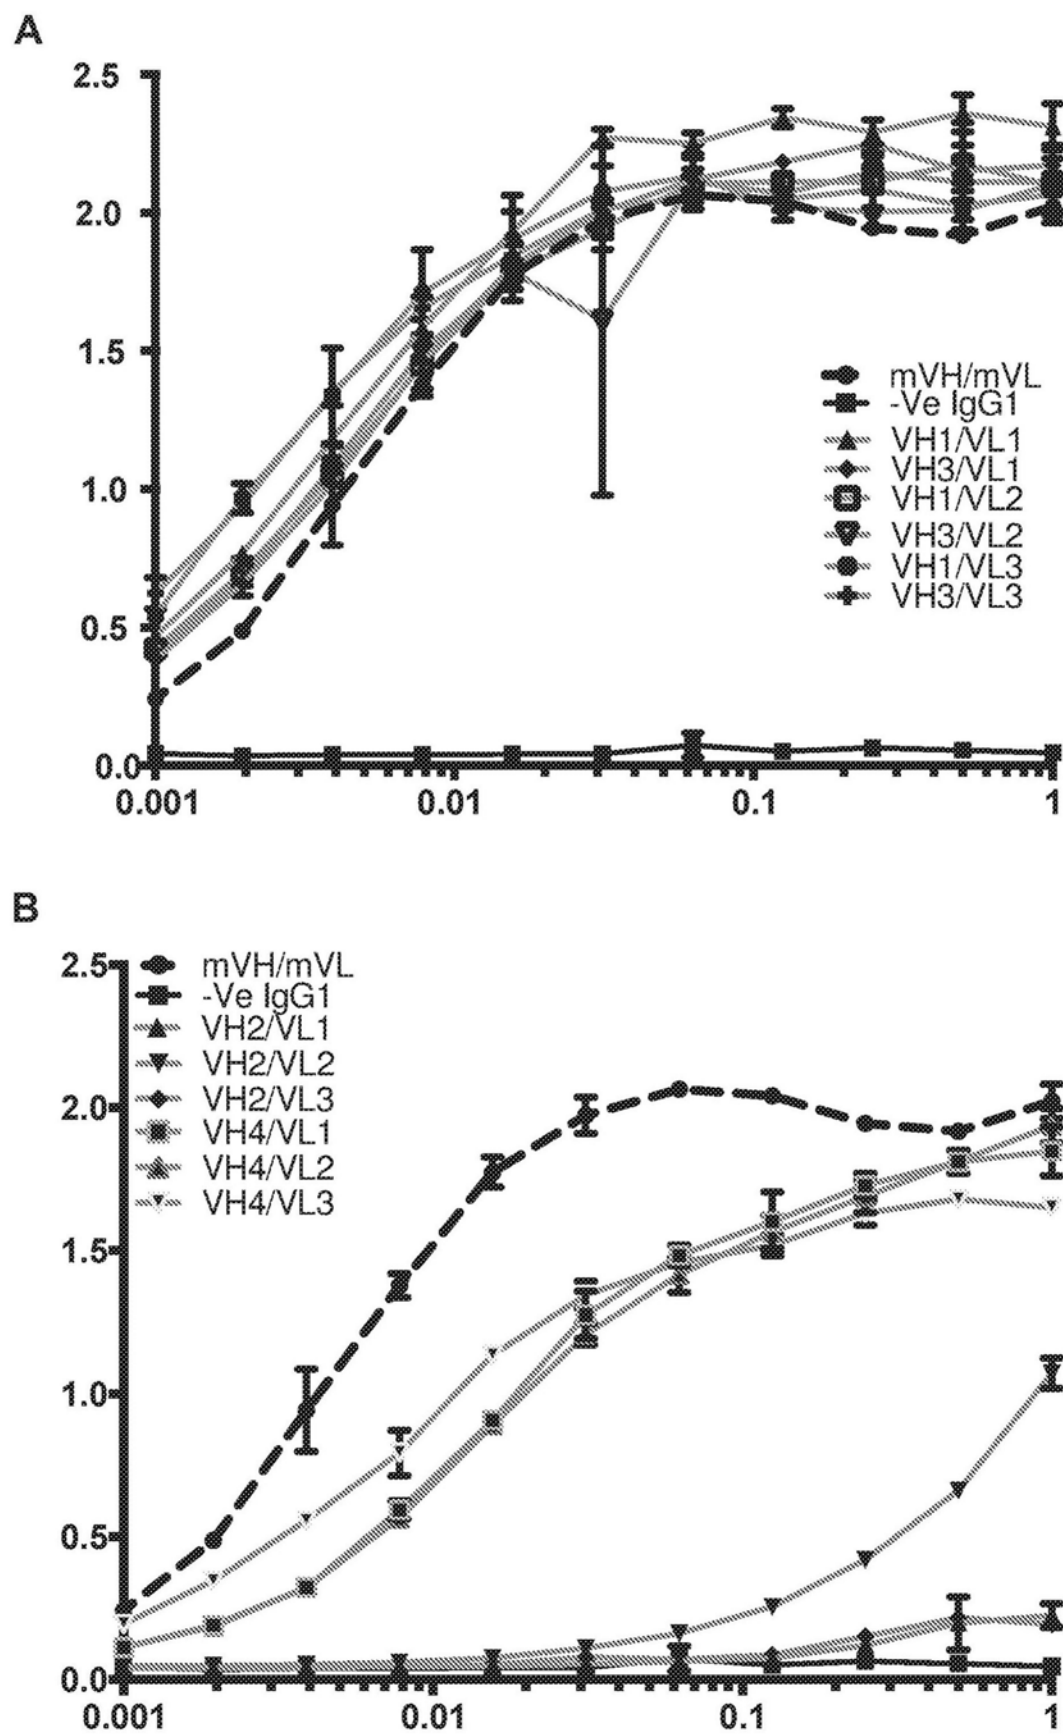 A
2.5
2.0
1.5
1.0
0.5
0.0
mVH/mVL
-Ve IgG1
VH1/VL1
VH3/VL1
VH1/VL2
VH3/VL2
VH1/VL3
VH3/VL3
0.001 0.01 0.1 1
B
2.5
2.0
1.5
1.0
0.5
0.0
mVH/mVL
-Ve IgG1
VH2/VL1
VH2/VL2
VH2/VL3
VH4/VL1
VH4/VL2
VH4/VL3
0.001 0.01 0.1 1